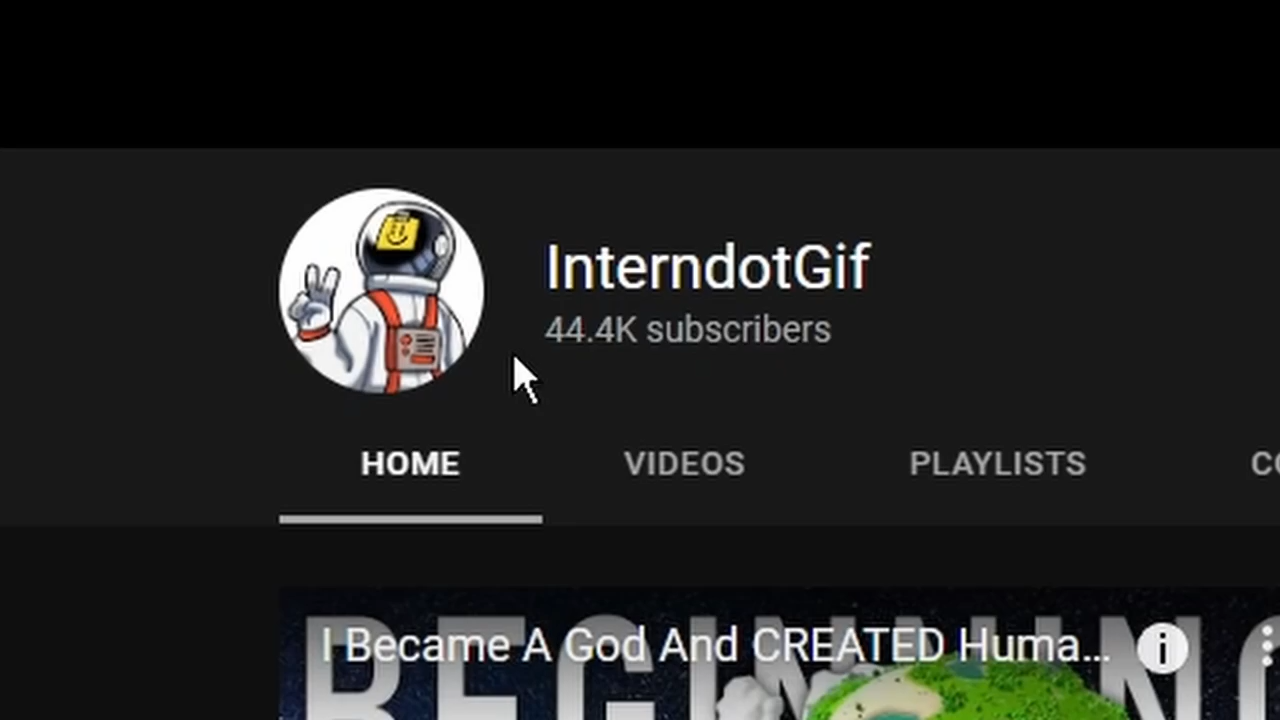 InterndotGif
44.4K subscribers
HOME VIDEOS PLAYLISTS
I Became A God And CREATED Huma...